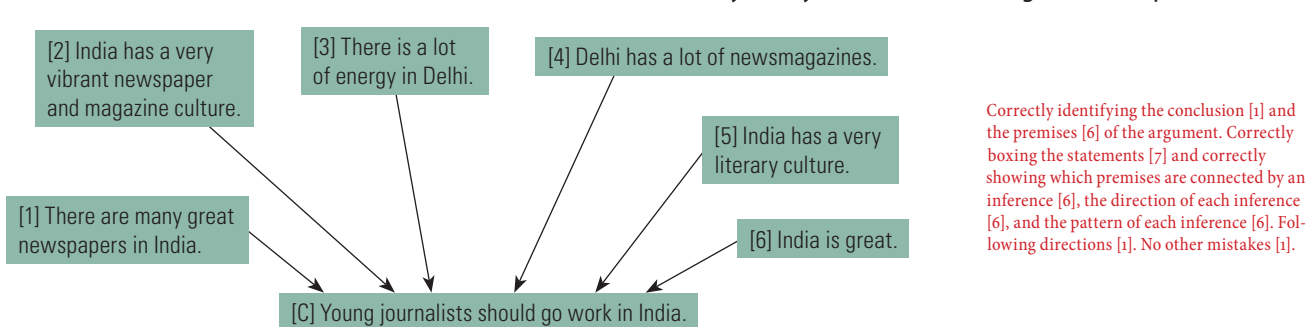 [2] India has a very
vibrant newspaper
and magazine culture.
[3] There is a lot
of energy in Delhi.
[4] Delhi has a lot of newsmagazines.
[5] India has a very
literary culture.
[1] There are many great
newspapers in India.
[6] India is great.
[C] Young journalists should go work in India.
Correctly identifying the conclusion [1] and
the premises [6] of the argument. Correctly
boxing the statements [7] and correctly
showing which premises are connected by an
inference [6], the direction of each inference
[6], and the pattern of each inference [6]. Fol-
lowing directions [1]. No other mistakes [1].